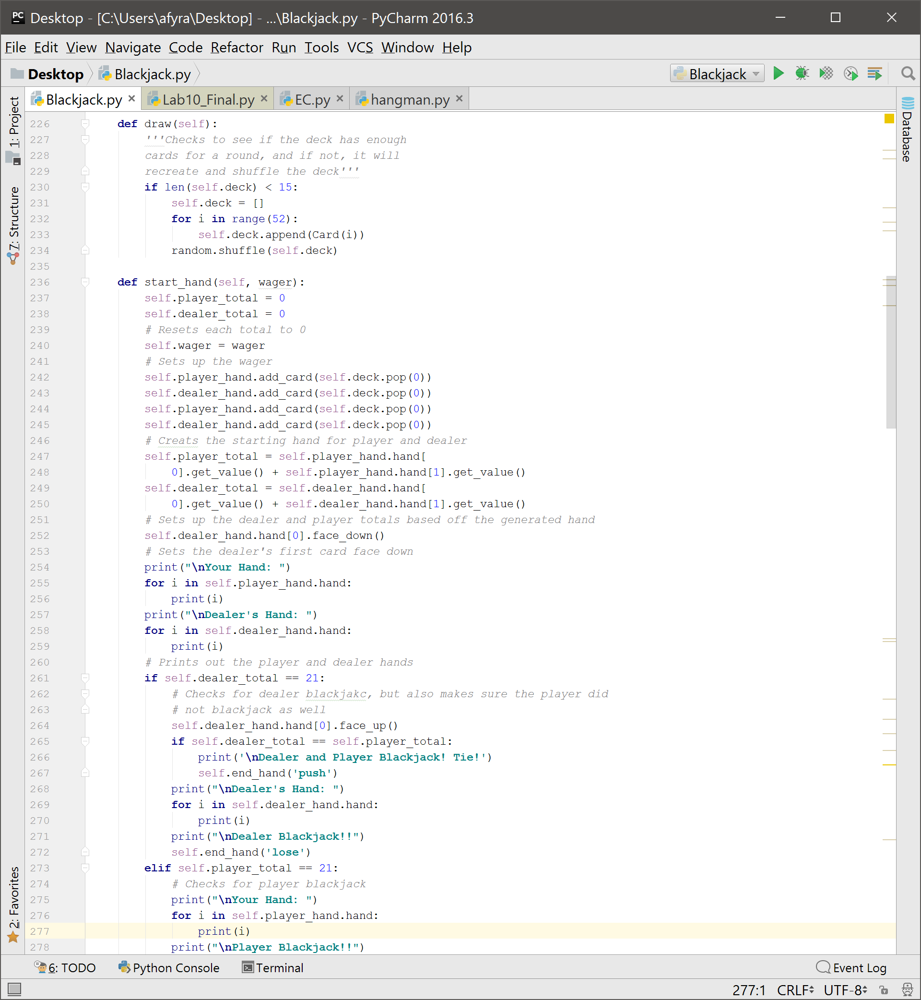 PC Desktop - [C:\Users\afyra\Desktop] - ...\Blackjack.py - PyCharm 2016.3
File Edit View Navigate Code Refactor Run Tools VCS Window Help
Desktop Blackjack.py Blackjack
Blackjack.py Lab10_Final.py EC.py hangman.py
1: Project
7: Structure
2: Favorites
Database
226 def draw(self):
227 '''Checks to see if the deck has enough
228 cards for a round, and if not, it will
229 recreate and shuffle the deck'''
230 if len(self.deck) < 15:
231 self.deck = []
232 for i in range(52):
233 self.deck.append(Card(i))
234 random.shuffle(self.deck)
235
236 def start_hand(self, wager):
237 self.player_total = 0
238 self.dealer_total = 0
239 # Resets each total to 0
240 self.wager = wager
241 # Sets up the wager
242 self.player_hand.add_card(self.deck.pop(0))
243 self.dealer_hand.add_card(self.deck.pop(0))
244 self.player_hand.add_card(self.deck.pop(0))
245 self.dealer_hand.add_card(self.deck.pop(0))
246 # Creats the starting hand for player and dealer
247 self.player_total = self.player_hand.hand[
248 0].get_value() + self.player_hand.hand[1].get_value()
249 self.dealer_total = self.dealer_hand.hand[
250 0].get_value() + self.dealer_hand.hand[1].get_value()
251 # Sets up the dealer and player totals based off the generated hand
252 self.dealer_hand.hand[0].face_down()
253 # Sets the dealer's first card face down
254 print("\nYour Hand: ")
255 for i in self.player_hand.hand:
256 print(i)
257 print("\nDealer's Hand: ")
258 for i in self.dealer_hand.hand:
259 print(i)
260 # Prints out the player and dealer hands
261 if self.dealer_total == 21:
262 # Checks for dealer blackjakc, but also makes sure the player did
263 # not blackjack as well
264 self.dealer_hand.hand[0].face_up()
265 if self.dealer_total == self.player_total:
266 print('\nDealer and Player Blackjack! Tie!')
267 self.end_hand('push')
268 print("\nDealer's Hand: ")
269 for i in self.dealer_hand.hand:
270 print(i)
271 print("\nDealer Blackjack!!")
272 self.end_hand('lose')
273 elif self.player_total == 21:
274 # Checks for player blackjack
275 print("\nYour Hand: ")
276 for i in self.player_hand.hand:
277 print(i)
278 print("\nPlayer Blackjack!!")
6: TODO Python Console Terminal Event Log
277:1 CRLF UTF-8